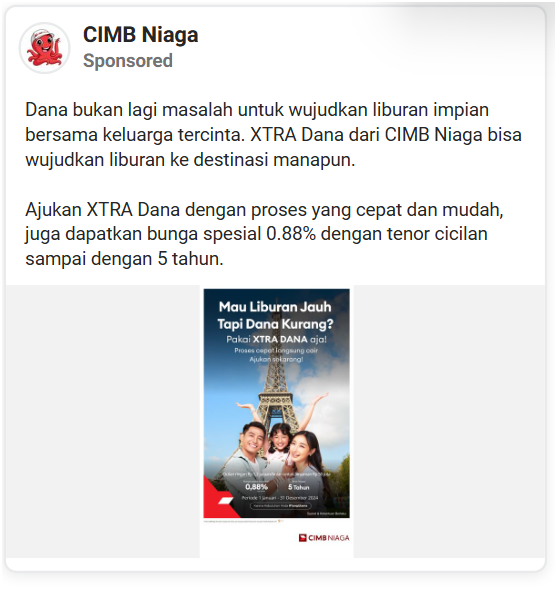 CIMB Niaga
Sponsored
Dana bukan lagi masalah untuk wujudkan liburan impian
bersama keluarga tercinta. XTRA Dana dari CIMB Niaga bisa
wujudkan liburan ke destinasi manapun.
Ajukan XTRA Dana dengan proses yang cepat dan mudah,
juga dapatkan bunga spesial 0.88% dengan tenor cicilan
sampai dengan 5 tahun.
Mau Liburan Jauh
Tapi Dana Kurang?
Pakai XTRA DANA aja!
Proses cepat langsung cair
Ajukan sekarang!
0,88%
5 Tahun
Periode 1 Januari - 31 Desember 2024
CIMB NIAGA